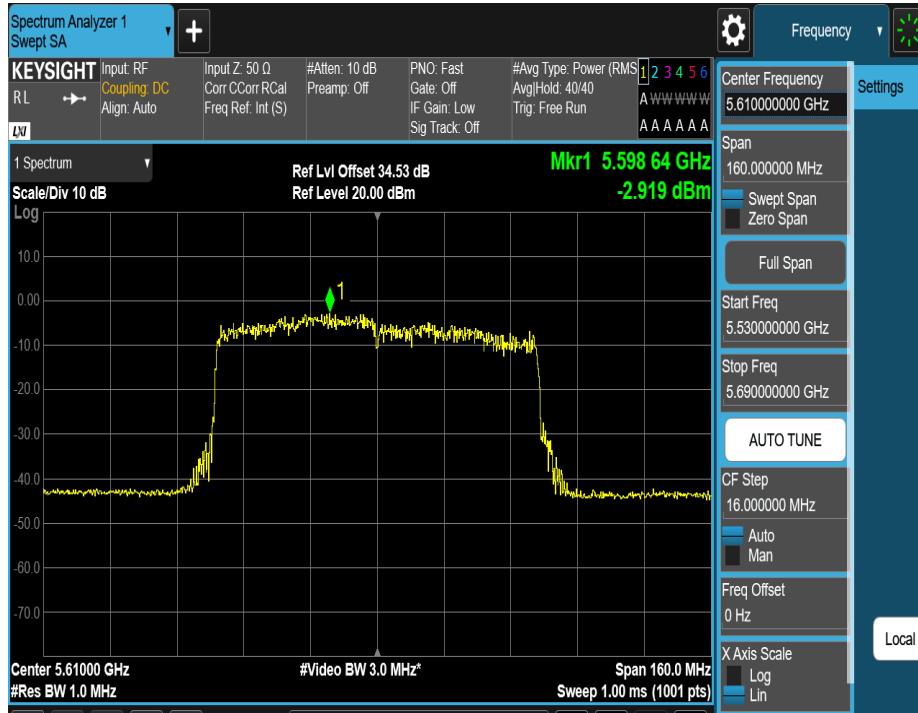 Spectrum Analyzer 1
Swept SA
+
Frequency
KEYSIGHT
R L
LXI
Input: RF
Coupling: DC
Align: Auto
Input Z: 50 Ω
Corr CCorr RCal
Freq Ref: Int (S)
#Atten: 10 dB
Preamp: Off
PNO: Fast
Gate: Off
IF Gain: Low
Sig Track: Off
#Avg Type: Power (RMS
Avg|Hold: 40/40
Trig: Free Run
1 2 3 4 5 6
A W W W W W
A A A A A A
1 Spectrum
Scale/Div 10 dB
Log
Ref Lvl Offset 34.53 dB
Ref Level 20.00 dBm
Mkr1 5.598 64 GHz
-2.919 dBm
10.0
0.00
-10.0
-20.0
-30.0
-40.0
-50.0
-60.0
-70.0
1
Center 5.61000 GHz
#Res BW 1.0 MHz
#Video BW 3.0 MHz*
Span 160.0 MHz
Sweep 1.00 ms (1001 pts)
Center Frequency
5.610000000 GHz
Span
160.000000 MHz
Swept Span
Zero Span
Full Span
Start Freq
5.530000000 GHz
Stop Freq
5.690000000 GHz
AUTO TUNE
CF Step
16.000000 MHz
Auto
Man
Freq Offset
0 Hz
X Axis Scale
Log
Lin
Settings
Local